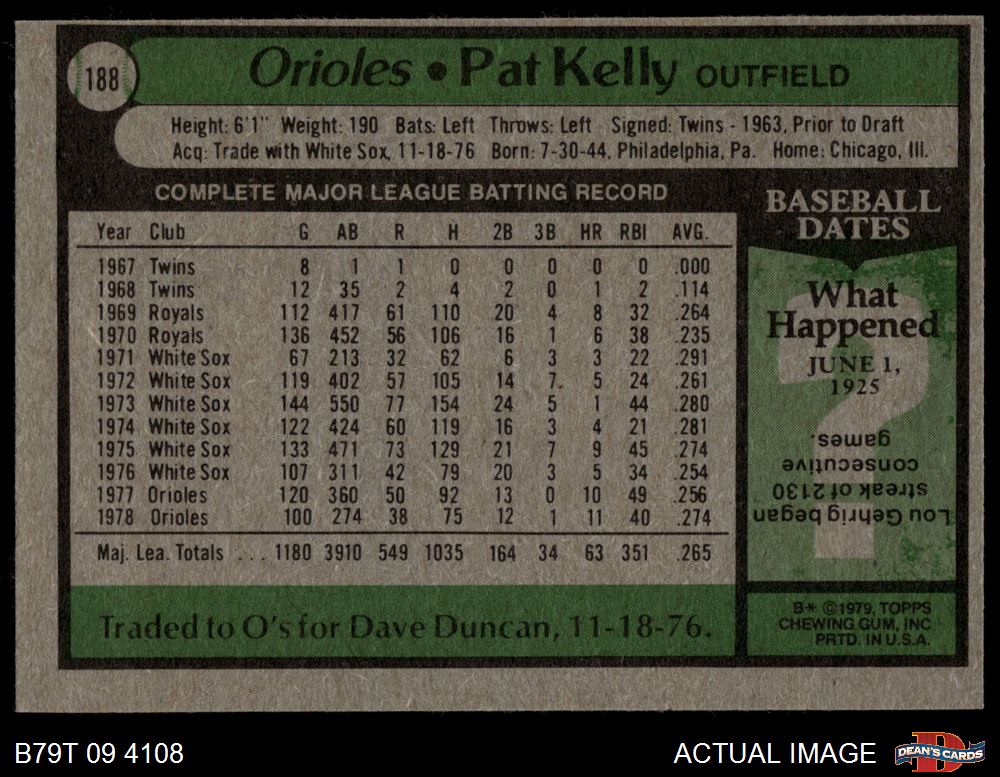 188
Orioles • Pat Kelly OUTFIELD
Height: 6'1" Weight: 190 Bats: Left Throws: Left Signed: Twins - 1963, Prior to Draft
Acq: Trade with White Sox, 11-18-76 Born: 7-30-44, Philadelphia, Pa. Home: Chicago, Ill.
COMPLETE MAJOR LEAGUE BATTING RECORD
Year Club G AB R H 2B 3B HR RBI AVG.
1967 Twins 8 1 1 0 0 0 0 0 .000
1968 Twins 12 35 2 4 2 0 1 2 .114
1969 Royals 112 417 61 110 20 4 8 32 .264
1970 Royals 136 452 56 106 16 1 6 38 .235
1971 White Sox 67 213 32 62 6 3 3 22 .291
1972 White Sox 119 402 57 105 14 7. 5 24 .261
1973 White Sox 144 550 77 154 24 5 1 44 .280
1974 White Sox 122 424 60 119 16 3 4 21 .281
1975 White Sox 133 471 73 129 21 7 9 45 .274
1976 White Sox 107 311 42 79 20 3 5 34 .254
1977 Orioles 120 360 50 92 13 0 10 49 .256
1978 Orioles 100 274 38 75 12 1 11 40 .274
Maj. Lea. Totals ... 1180 3910 549 1035 164 34 63 351 .265
Traded to O's for Dave Duncan, 11-18-76.
BASEBALL
DATES
What
Happened
JUNE 1,
1925
?
Lou Gehrig began
streak of 2130
consecutive
games.
B* ©1979, TOPPS
CHEWING GUM, INC
PRTD. IN U.S.A.
B79T 09 4108
ACTUAL IMAGE
D
DEAN'S CARDS